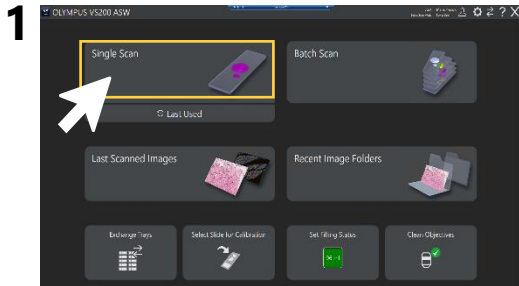 1
OLYMPUS VS200 ASW
Single Scan
Batch Scan
Last Used
Last Scanned Images
Recent Image Folders
Exchange Trays
Select Slide for Calibration
Set Filling Status
Clean Objectives